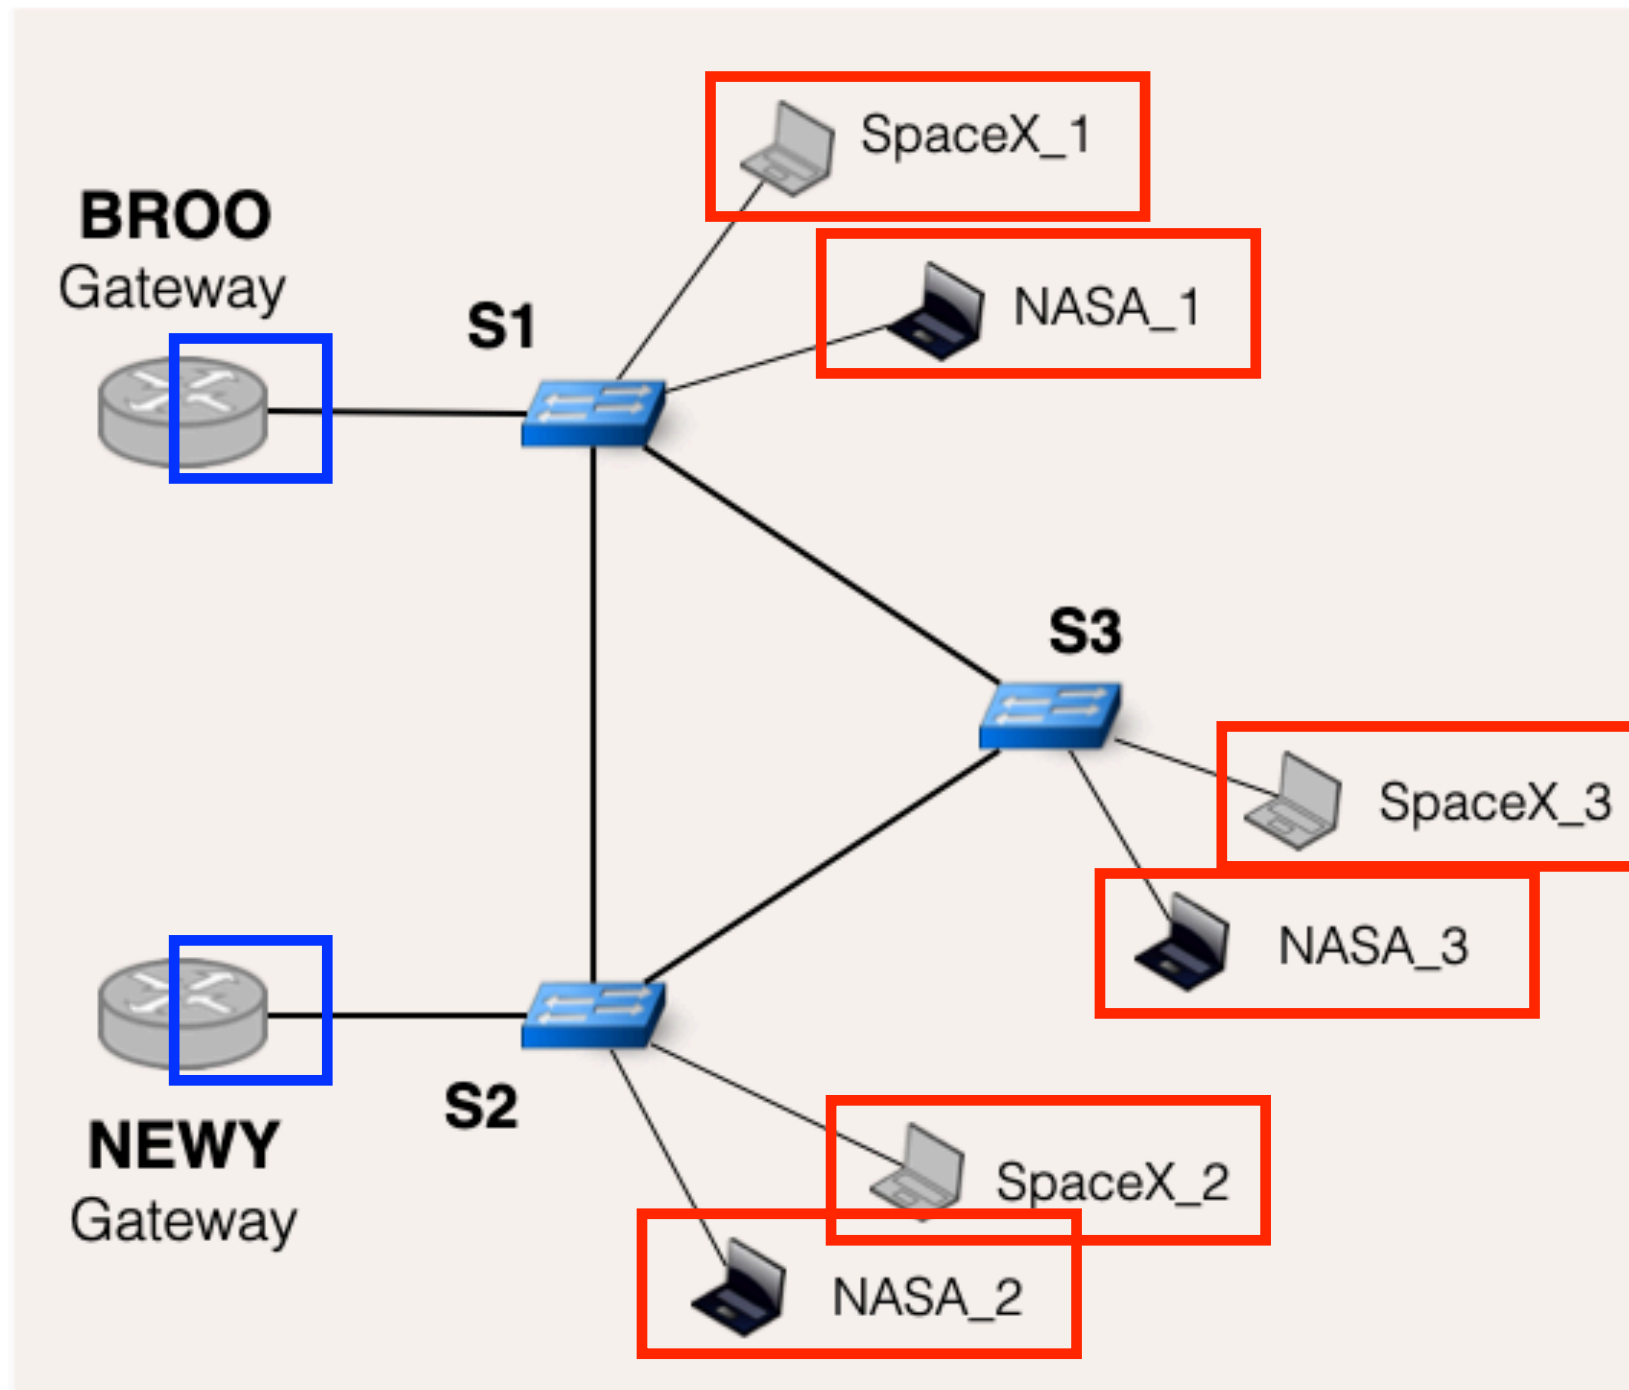 SpaceX_1
BROO
Gateway
NASA_1
S1
S3
SpaceX_3
NASA_3
S2
NEWY
Gateway
SpaceX_2
NASA_2